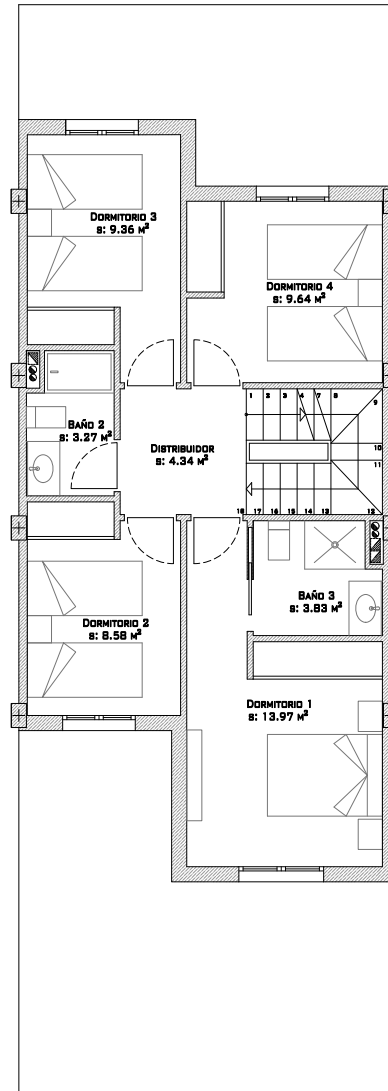 DORMITORIO 3
s: 9.36 M²
DORMITORIO 4
s: 9.64 M²
BAÑO 2
s: 3.27 M²
DISTRIBUIDOR
s: 4.34 M²
1 2 3 4 7 8
9
10
11
18 17 16 15 14 13 12
BAÑO 3
s: 3.83 M²
DORMITORIO 2
s: 8.58 M²
DORMITORIO 1
s: 13.97 M²